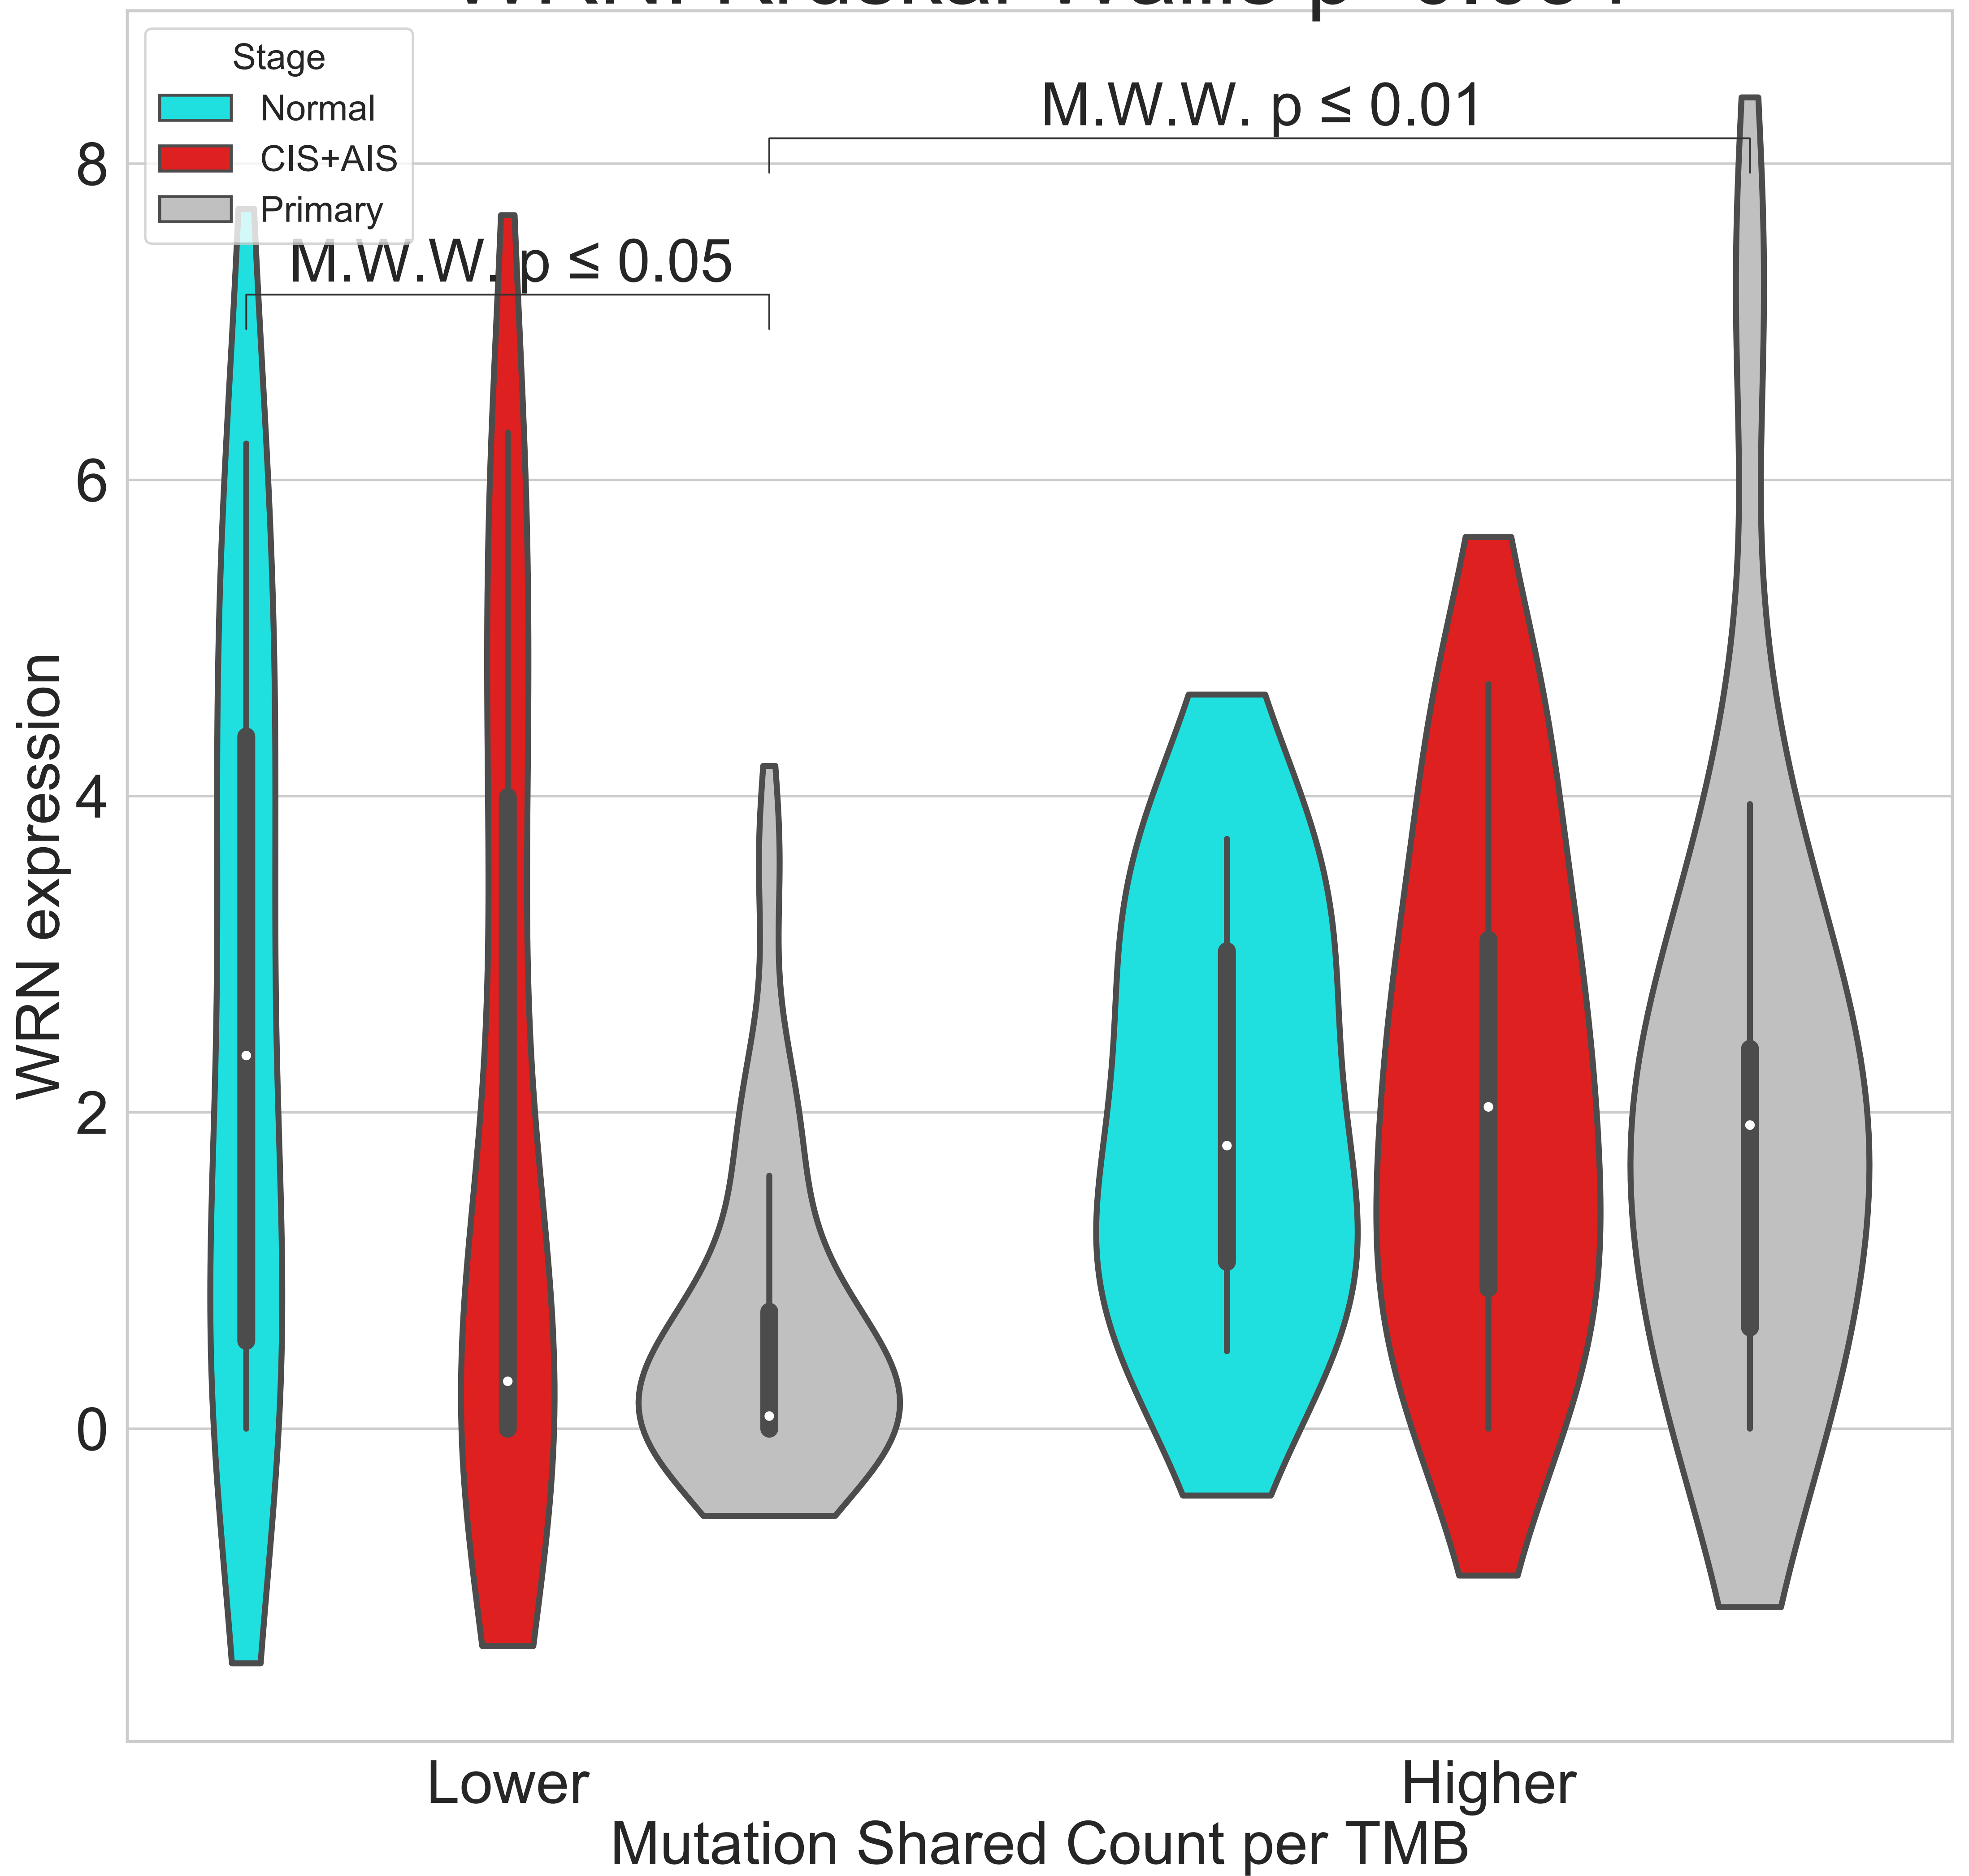 Stage
Normal
CIS+AIS
Primary
M.W.W. p ≤ 0.01
M.W.W. p ≤ 0.05
8
6
4
2
0
WRN expression
Lower
Higher
Mutation Shared Count per TMB